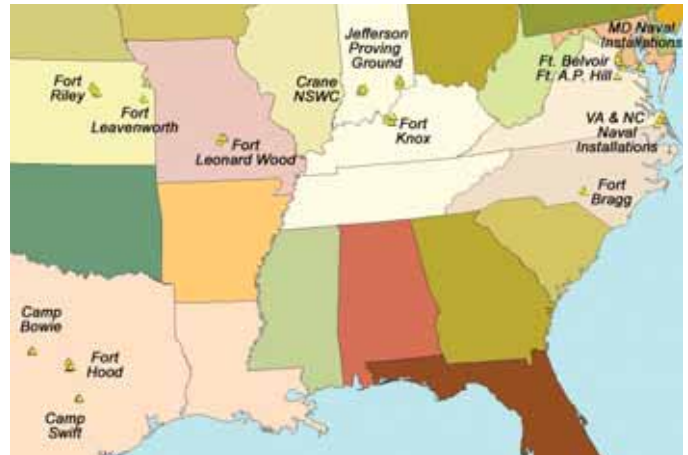 MD Naval
Installations
Jefferson
Proving
Ground
Ft. Belvoir
Ft. A.P. Hill
Crane
NSWC
Fort
Riley
Fort
Leavenworth
VA & NC
Naval
Installations
Fort
Knox
Fort
Leonard Wood
Fort
Bragg
Camp
Bowie
Fort
Hood
Camp
Swift